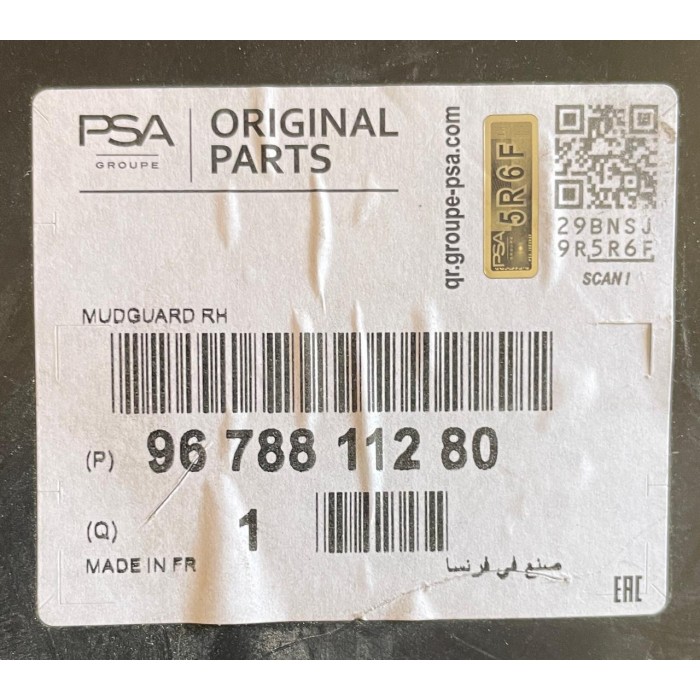 PSA
GROUPE
ORIGINAL
PARTS
qr.groupe-psa.com
PSA
5R6F
29BNSJ
9R5R6F
SCAN!
MUDGUARD RH
(P) 96 788 112 80
(Q) 1
MADE IN FR
صنع في فرنسا
EAC